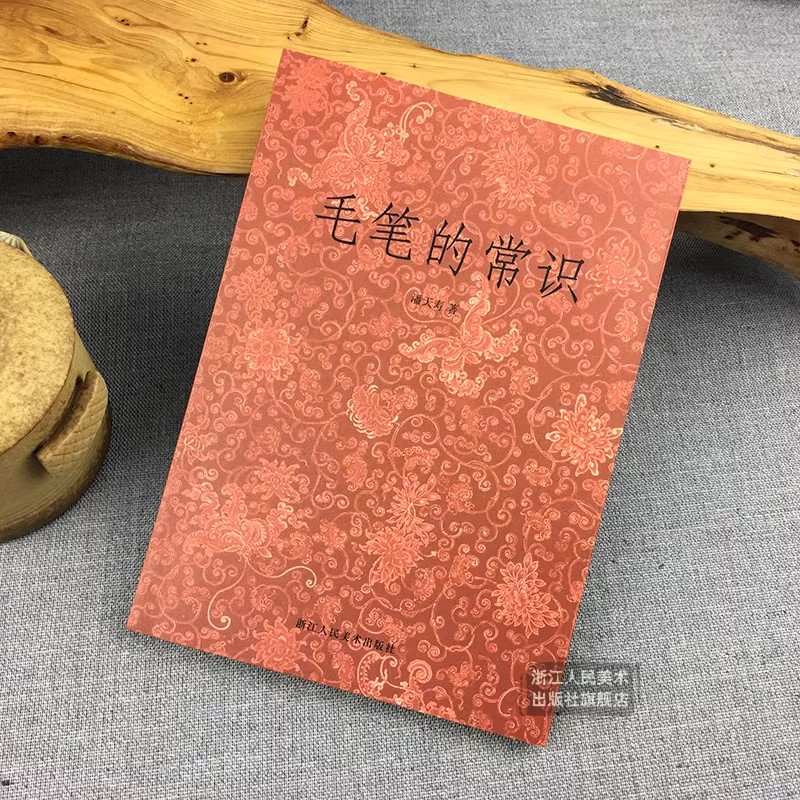 毛笔的常识
潘天寿 著
浙江人民美术出版社
浙江人民美术
出版社旗舰店